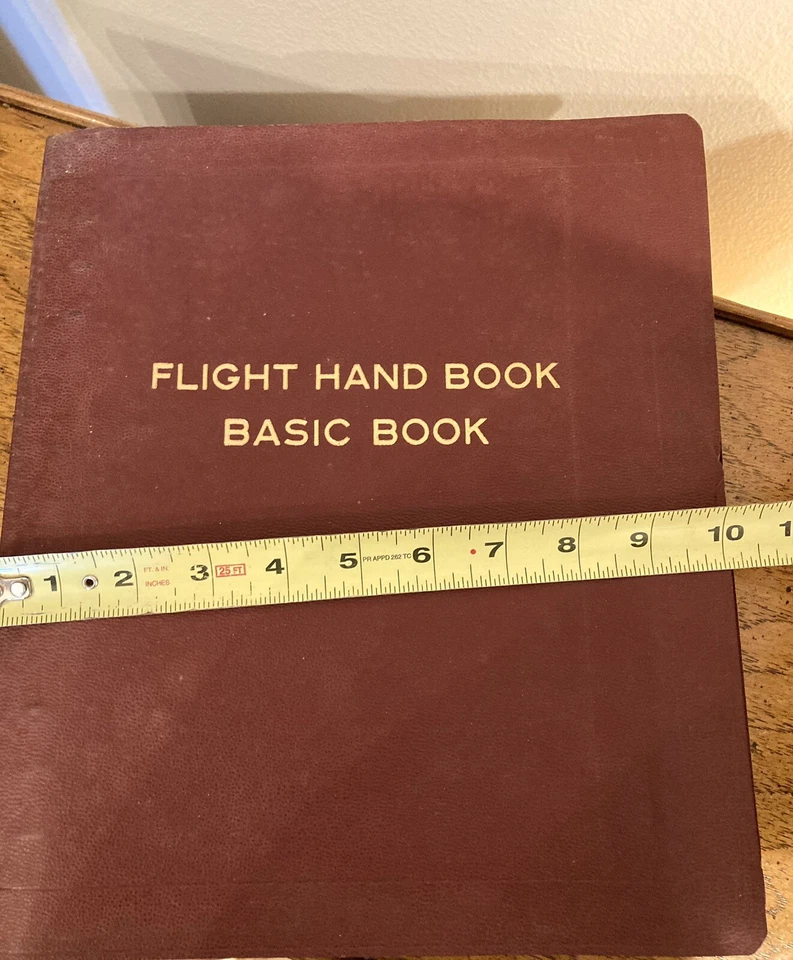 FLIGHT HAND BOOK
BASIC BOOK
1 2 FT. & IN. INCHES 3 25 FT 4 5 PR APPD 262 TC 6 7 8 9 10